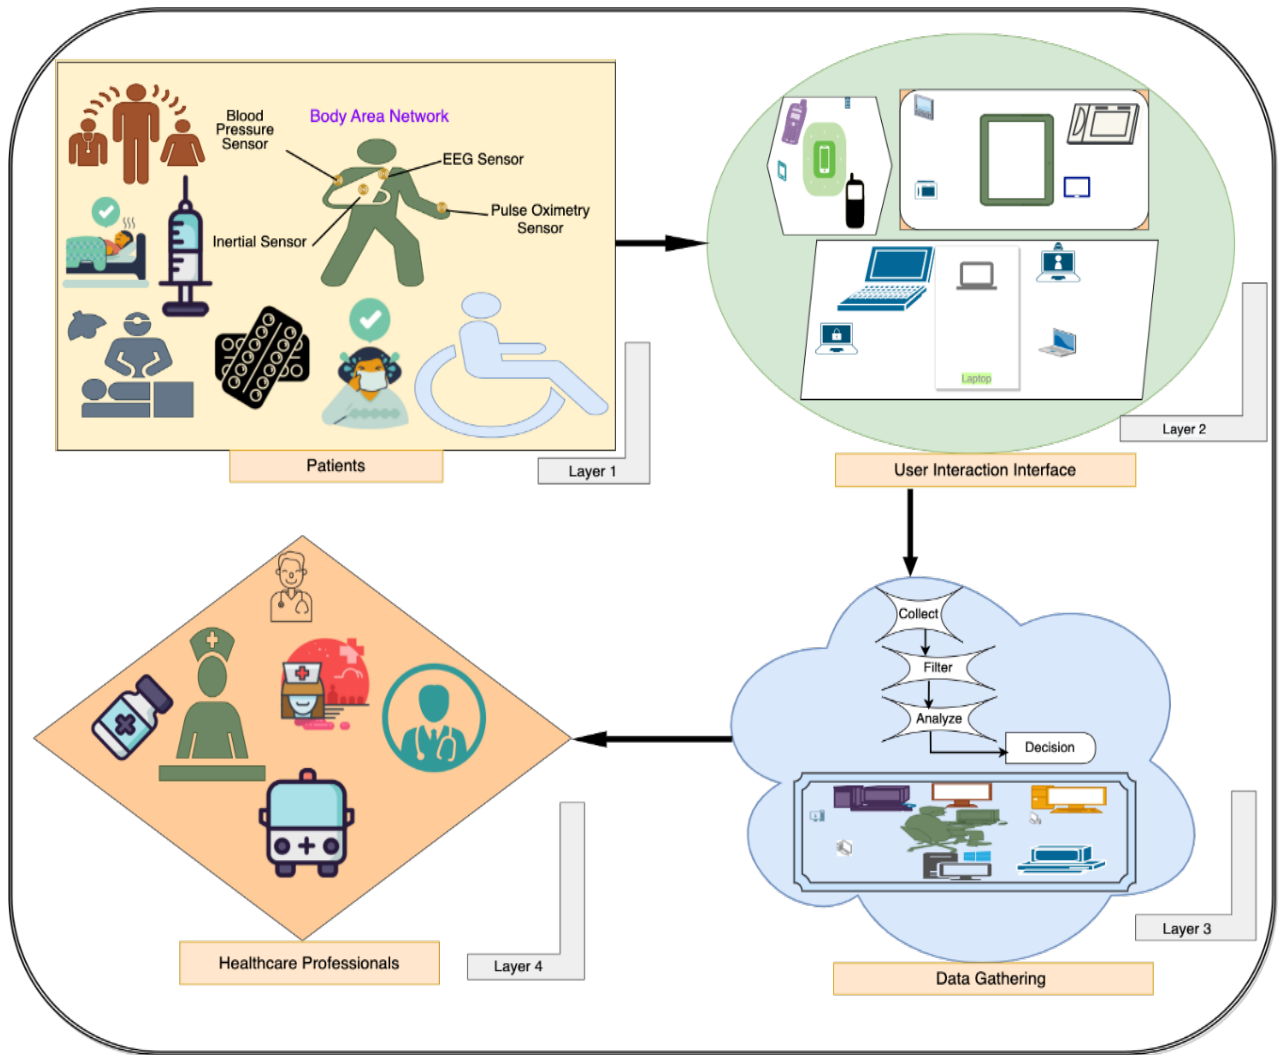 Body Area Network
Blood
Pressure
Sensor
EEG Sensor
Pulse Oximetry
Sensor
Inertial Sensor
Patients
Layer 1
Laptop
Layer 2
User Interaction Interface
Collect
Filter
Analyze
Decision
Layer 3
Data Gathering
Healthcare Professionals
Layer 4